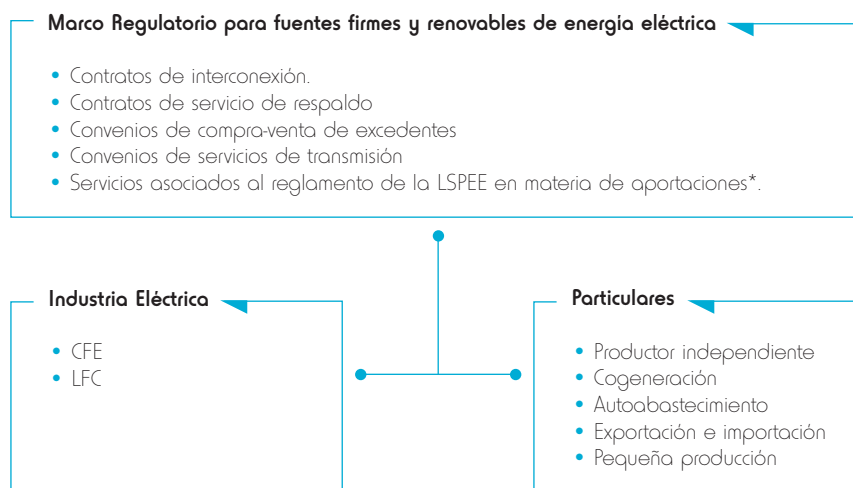 Marco Regulatorio para fuentes firmes y renovables de energía eléctrica
• Contratos de interconexión.
• Contratos de servicio de respaldo
• Convenios de compra-venta de excedentes
• Convenios de servicios de transmisión
• Servicios asociados al reglamento de la LSPEE en materia de aportaciones*.
Industria Eléctrica
• CFE
• LFC
Particulares
• Productor independiente
• Cogeneración
• Autoabastecimiento
• Exportación e importación
• Pequeña producción